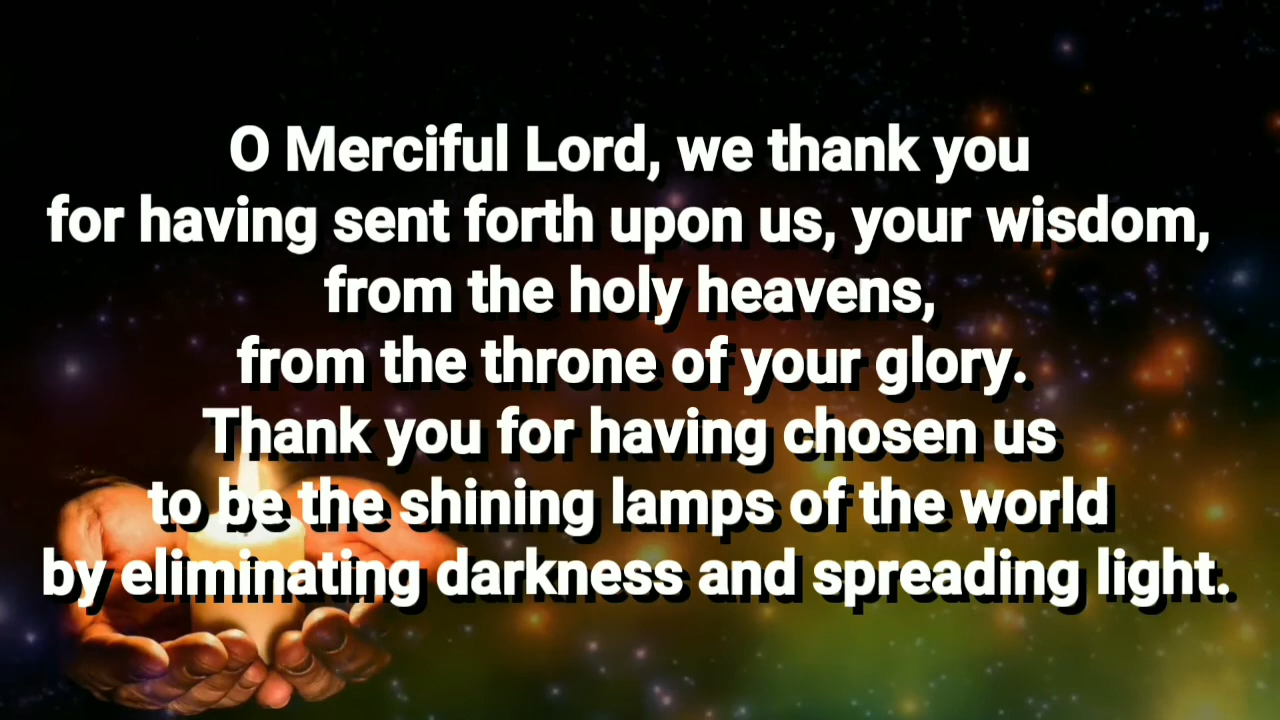 O Merciful Lord, we thank you
for having sent forth upon us, your wisdom,
from the holy heavens,
from the throne of your glory.
Thank you for having chosen us
to be the shining lamps of the world
by eliminating darkness and spreading light.